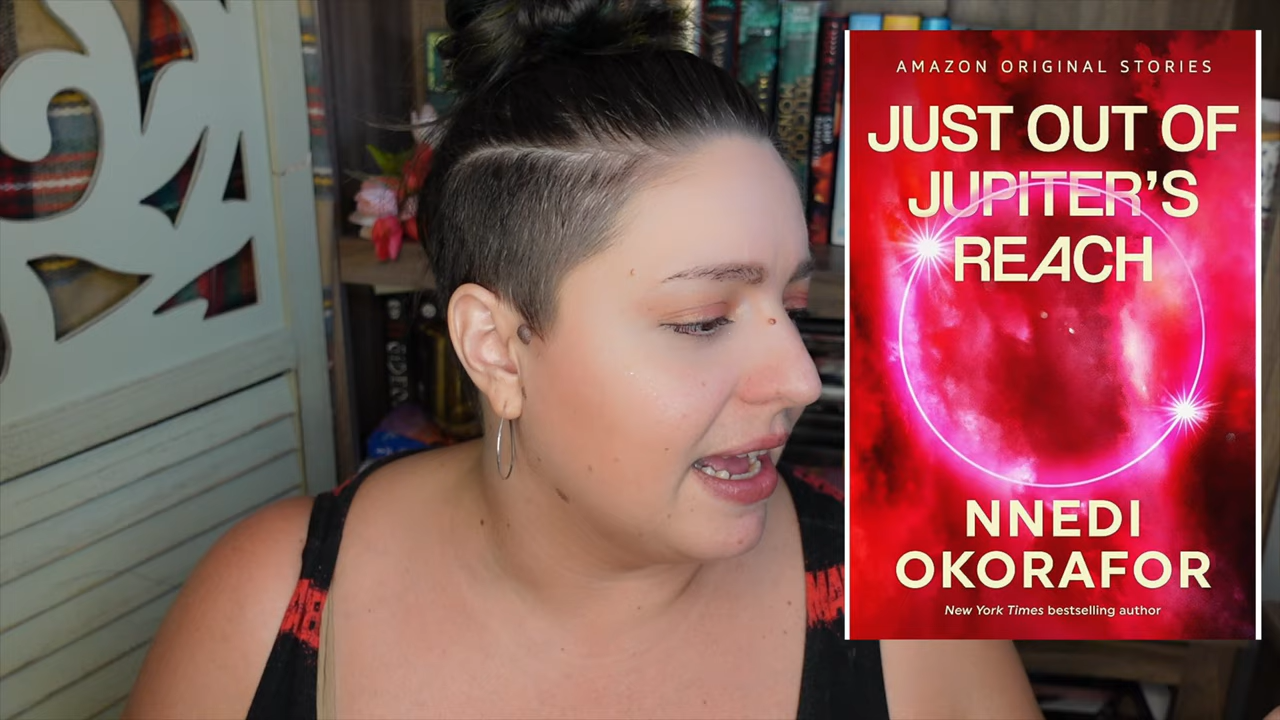 AMAZON ORIGINAL STORIES
JUST OUT OF
JUPITER'S
REACH
NNEDI
OKORAFOR
New York Times bestselling author